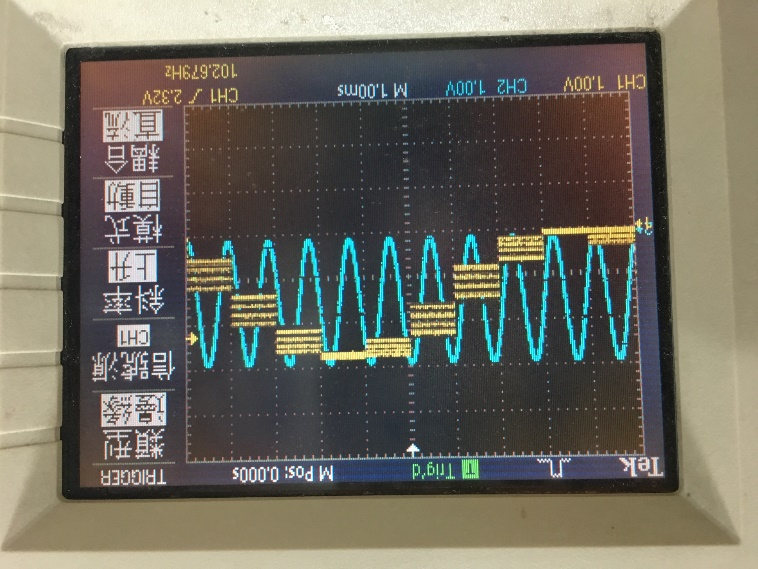 Tek Trig'd M Pos: 0.000s TRIGGER
類型
邊緣
信號源
CH1
斜率
上升
模式
自動
耦合
直流
CH1 1.00V CH2 1.00V M 1.00ms CH1 / 2.32V
102.679Hz